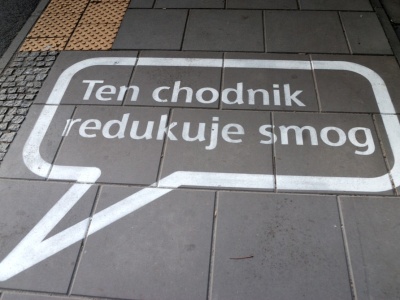 Ten chodnik
redukuje smog